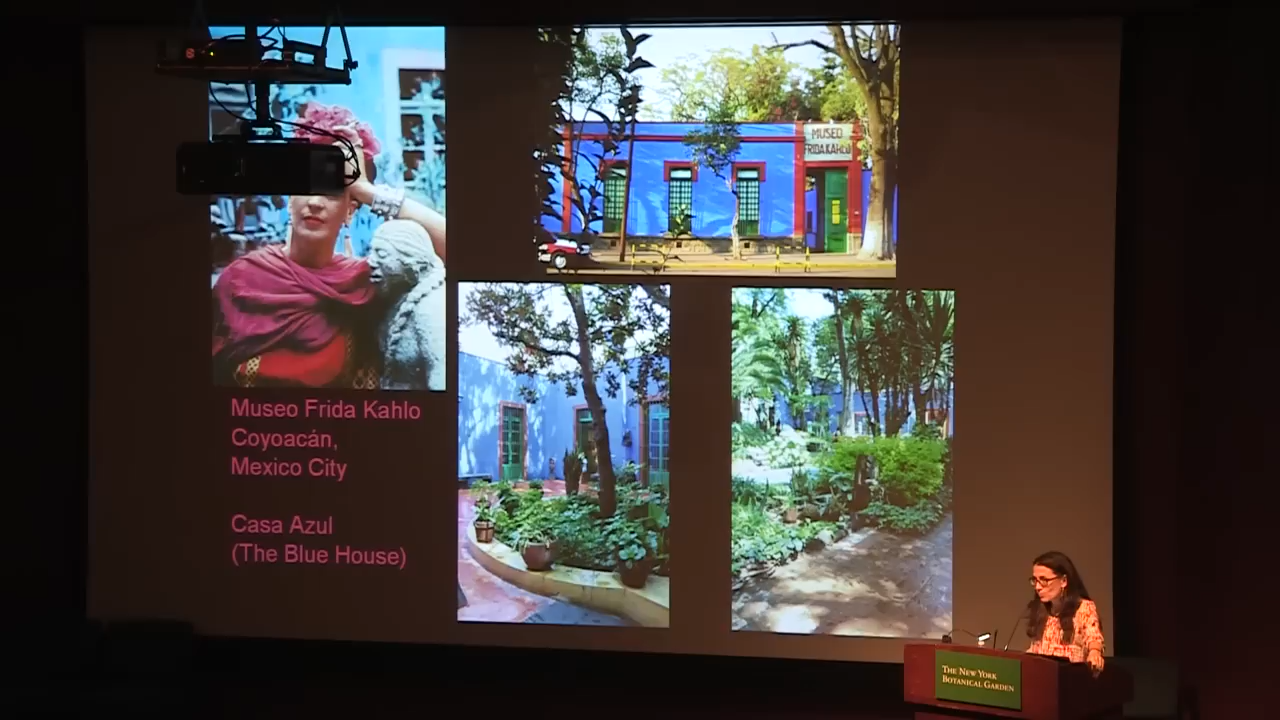 MUSEO
FRIDA KAHLO
Museo Frida Kahlo
Coyoacán,
Mexico City
Casa Azul
(The Blue House)
THE NEW YORK
BOTANICAL GARDEN